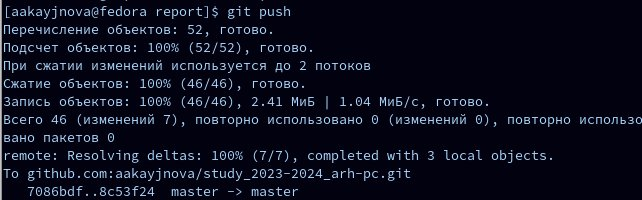 [aakayjnova@fedora report]$ git push
Перечисление объектов: 52, готово.
Подсчет объектов: 100% (52/52), готово.
При сжатии изменений используется до 2 потоков
Сжатие объектов: 100% (46/46), готово.
Запись объектов: 100% (46/46), 2.41 МиБ | 1.04 МиБ/с, готово.
Всего 46 (изменений 7), повторно использовано 0 (изменений 0), повторно использо
вано пакетов 0
remote: Resolving deltas: 100% (7/7), completed with 3 local objects.
To github.com:aakayjnova/study_2023-2024_arh-pc.git
   7086bdf..8c53f24  master -> master